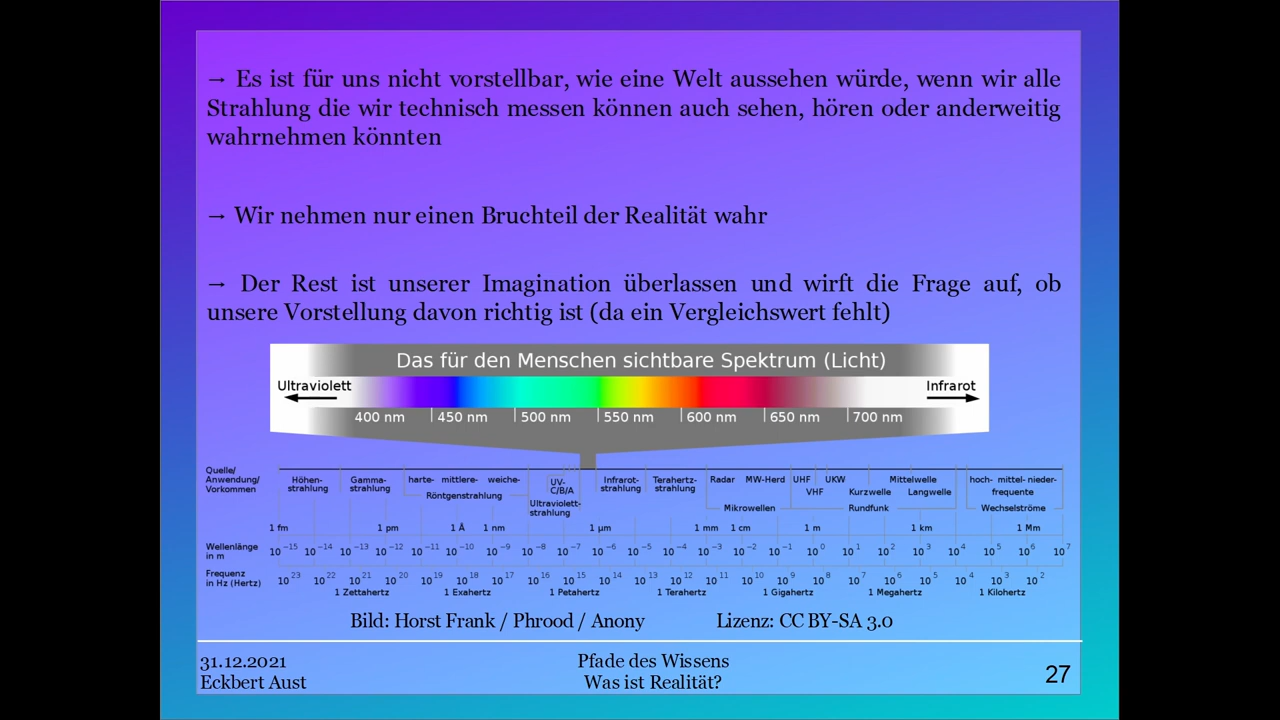 → Es ist für uns nicht vorstellbar, wie eine Welt aussehen würde, wenn wir alle
Strahlung die wir technisch messen können auch sehen, hören oder anderweitig
wahrnehmen könnten
→ Wir nehmen nur einen Bruchteil der Realität wahr
→ Der Rest ist unserer Imagination überlassen und wirft die Frage auf, ob
unsere Vorstellung davon richtig ist (da ein Vergleichswert fehlt)
Das für den Menschen sichtbare Spektrum (Licht)
Ultraviolett Infrarot
400 nm 450 nm 500 nm 550 nm 600 nm 650 nm 700 nm
Quelle/
Anwendung/
Vorkommen
Höhen-
strahlung
Gamma-
strahlung
harte- mittlere- weiche-
Röntgenstrahlung
UV-
C/B/A
Ultraviolett-
strahlung
Infrarot-
strahlung
Terahertz-
strahlung
Radar MW-Herd
Mikrowellen
UHF UKW Mittelwelle
VHF Kurzwelle Langwelle
Rundfunk
hoch- mittel- nieder-
frequente
Wechselströme
1 fm 1 pm 1 Å 1 nm 1 µm 1 mm 1 cm 1 m 1 km 1 Mm
Wellenlänge
in m
10⁻¹⁵ 10⁻¹⁴ 10⁻¹³ 10⁻¹² 10⁻¹¹ 10⁻¹⁰ 10⁻⁹ 10⁻⁸ 10⁻⁷ 10⁻⁶ 10⁻⁵ 10⁻⁴ 10⁻³ 10⁻² 10⁻¹ 10⁰ 10¹ 10² 10³ 10⁴ 10⁵ 10⁶ 10⁷
Frequenz
in Hz (Hertz)
10²³ 10²² 10²¹ 10²⁰ 10¹⁹ 10¹⁸ 10¹⁷ 10¹⁶ 10¹⁵ 10¹⁴ 10¹³ 10¹² 10¹¹ 10¹⁰ 10⁹ 10⁸ 10⁷ 10⁶ 10⁵ 10⁴ 10³ 10²
1 Zettahertz 1 Exahertz 1 Petahertz 1 Terahertz 1 Gigahertz 1 Megahertz 1 Kilohertz
Bild: Horst Frank / Phrood / Anony Lizenz: CC BY-SA 3.0
31.12.2021
Eckbert Aust
Pfade des Wissens
Was ist Realität?
27